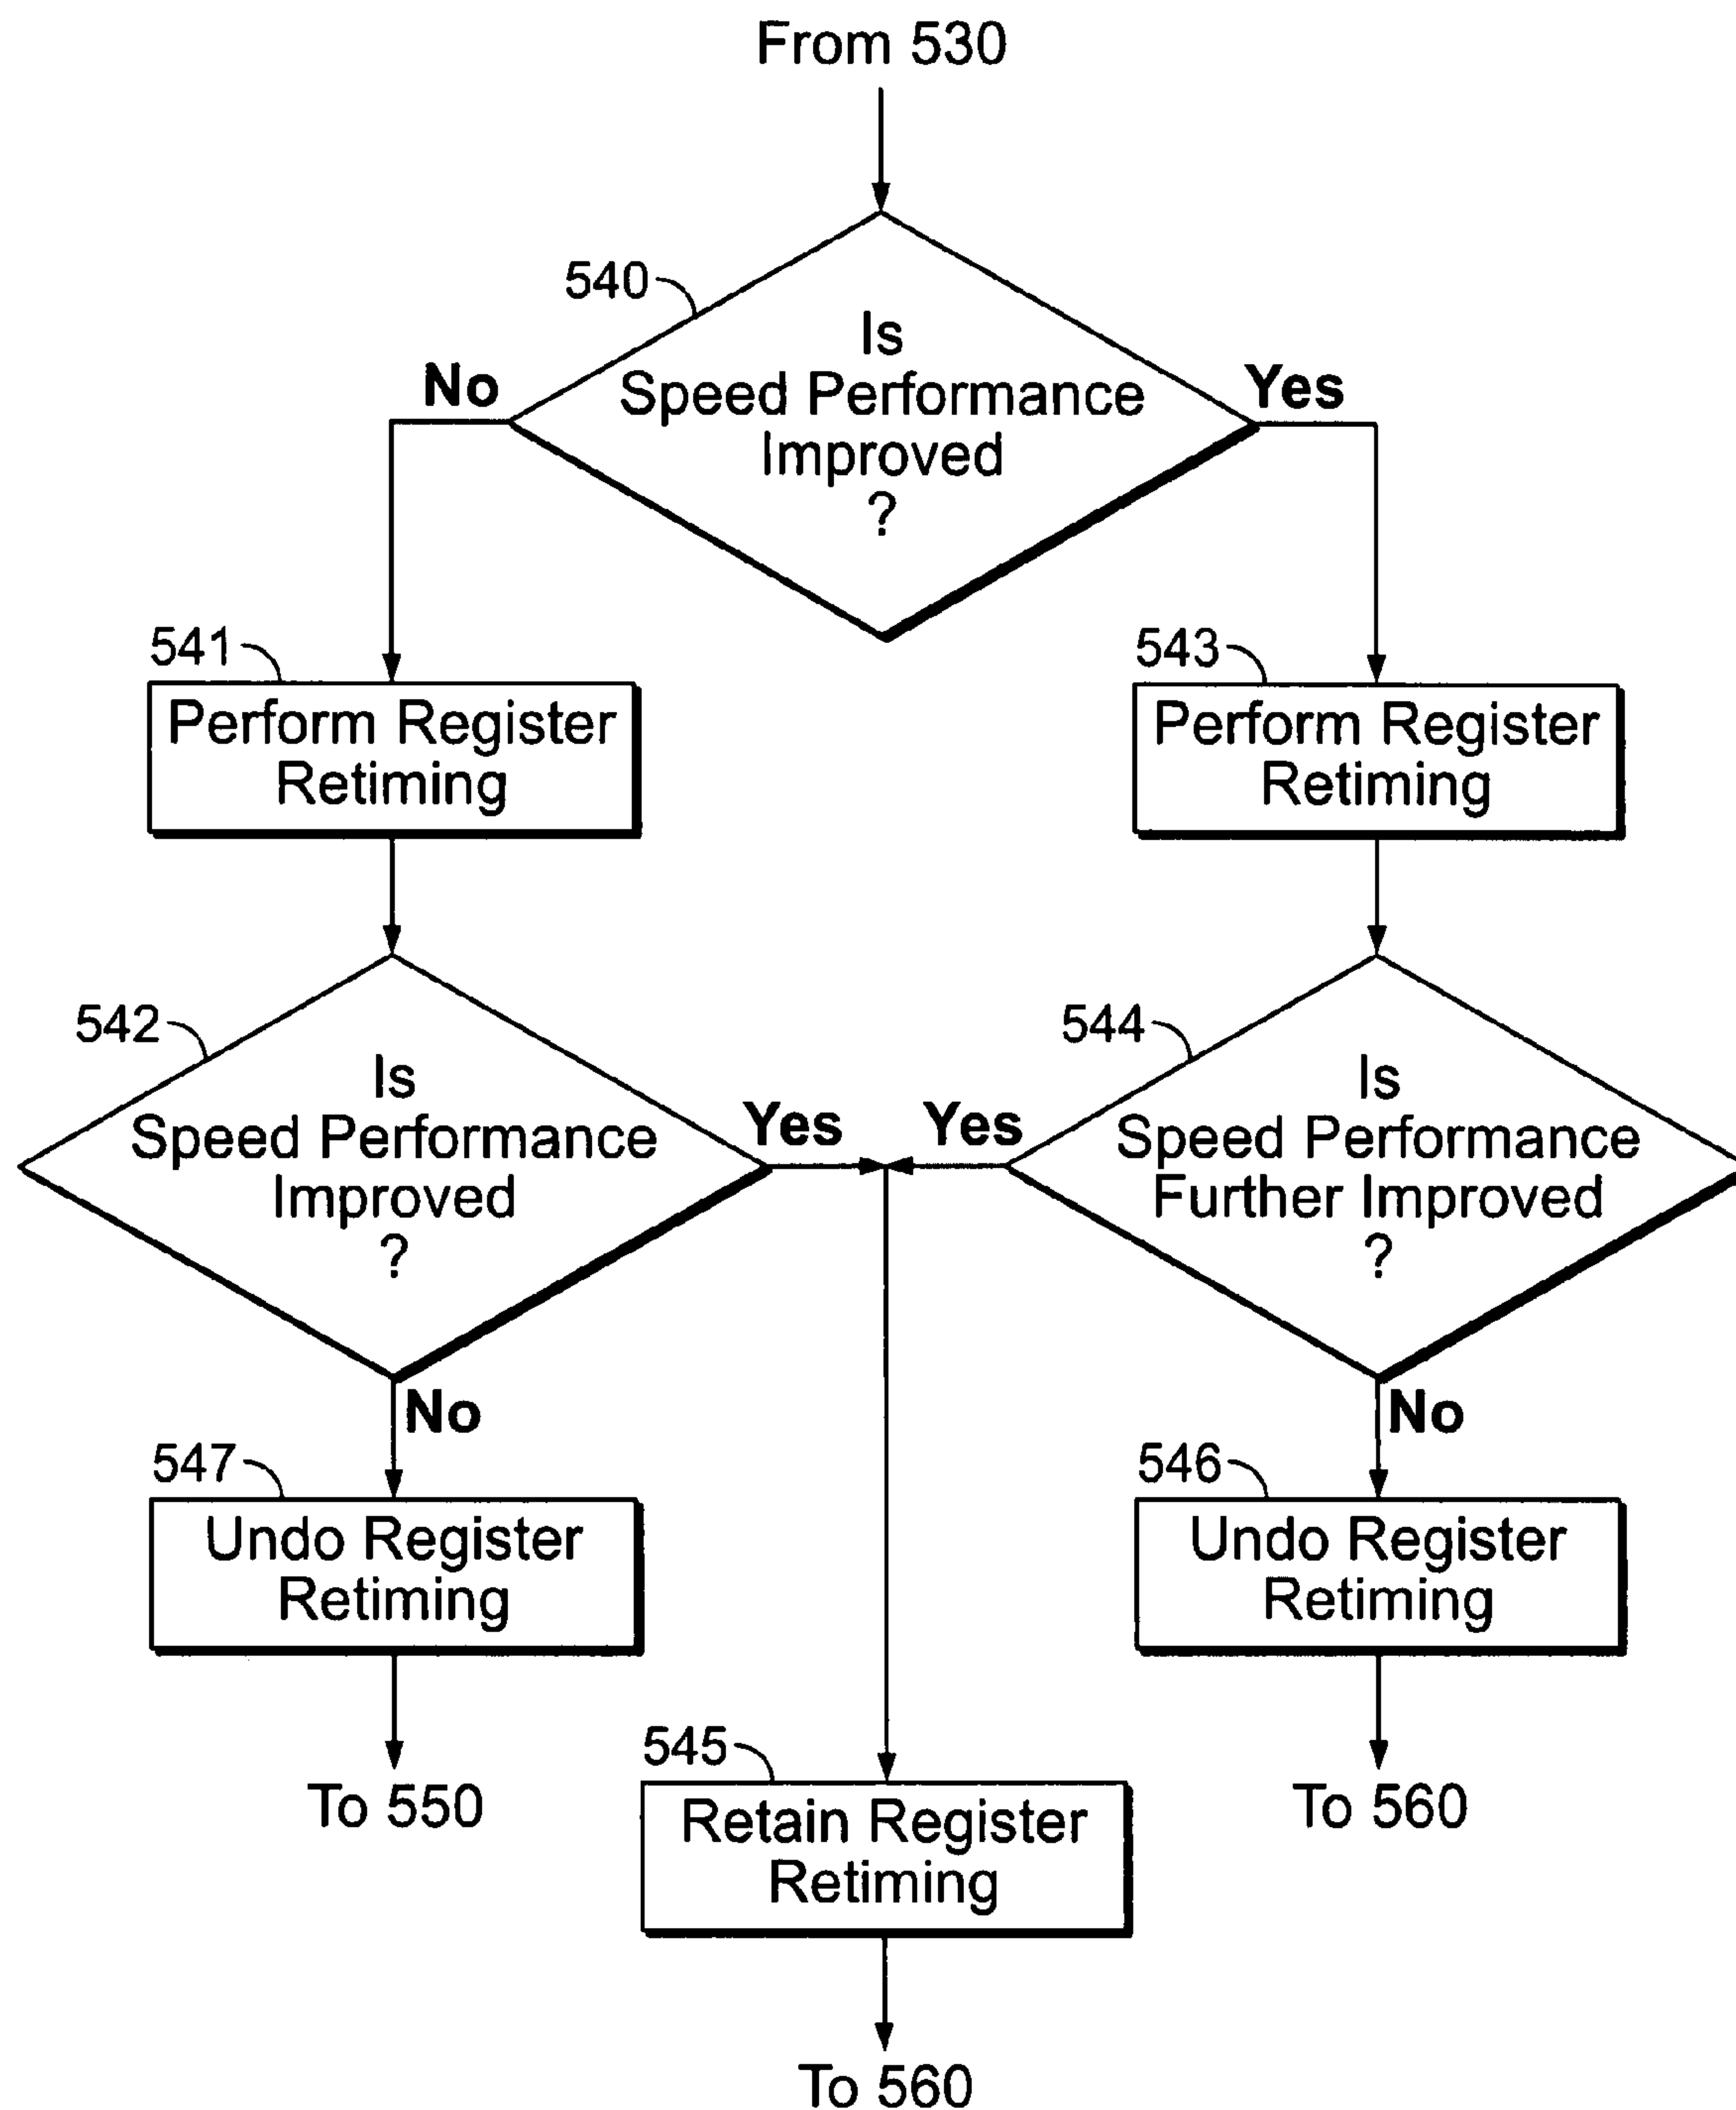 From 530
540
Is
Speed Performance
Improved
?
No
Yes
541
Perform Register
Retiming
543
Perform Register
Retiming
542
Is
Speed Performance
Improved
?
Yes
No
544
Is
Speed Performance
Further Improved
?
Yes
No
547
Undo Register
Retiming
To 550
546
Undo Register
Retiming
To 560
545
Retain Register
Retiming
To 560